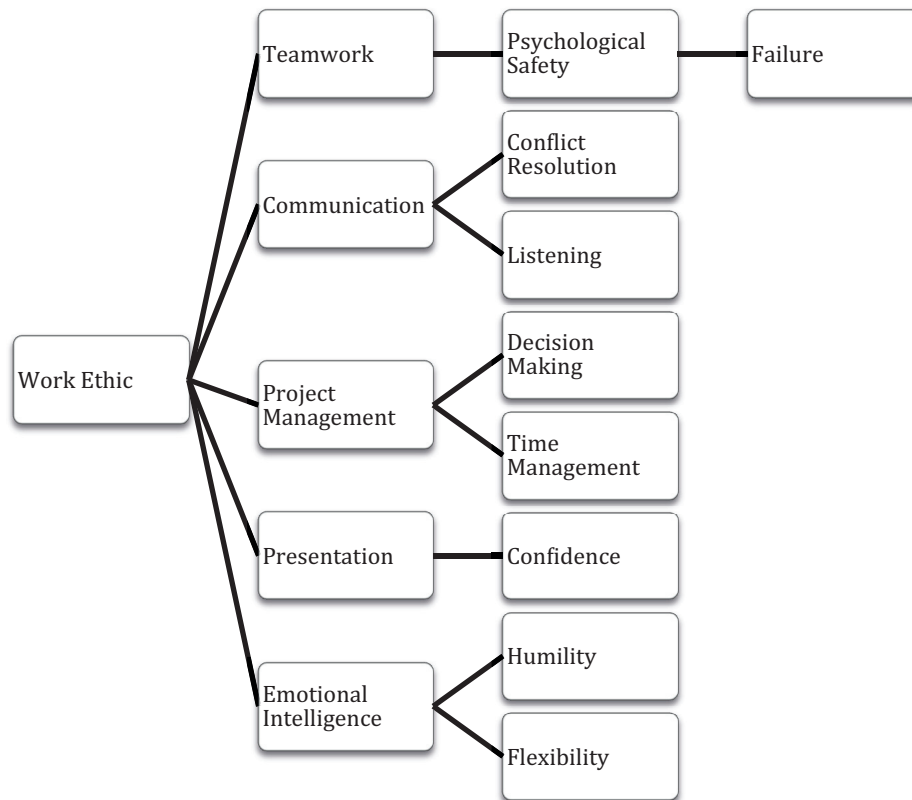 Teamwork
Psychological
Safety
Failure
Conflict
Resolution
Communication
Listening
Decision
Making
Work Ethic
Project
Management
Time
Management
Presentation
Confidence
Humility
Emotional
Intelligence
Flexibility